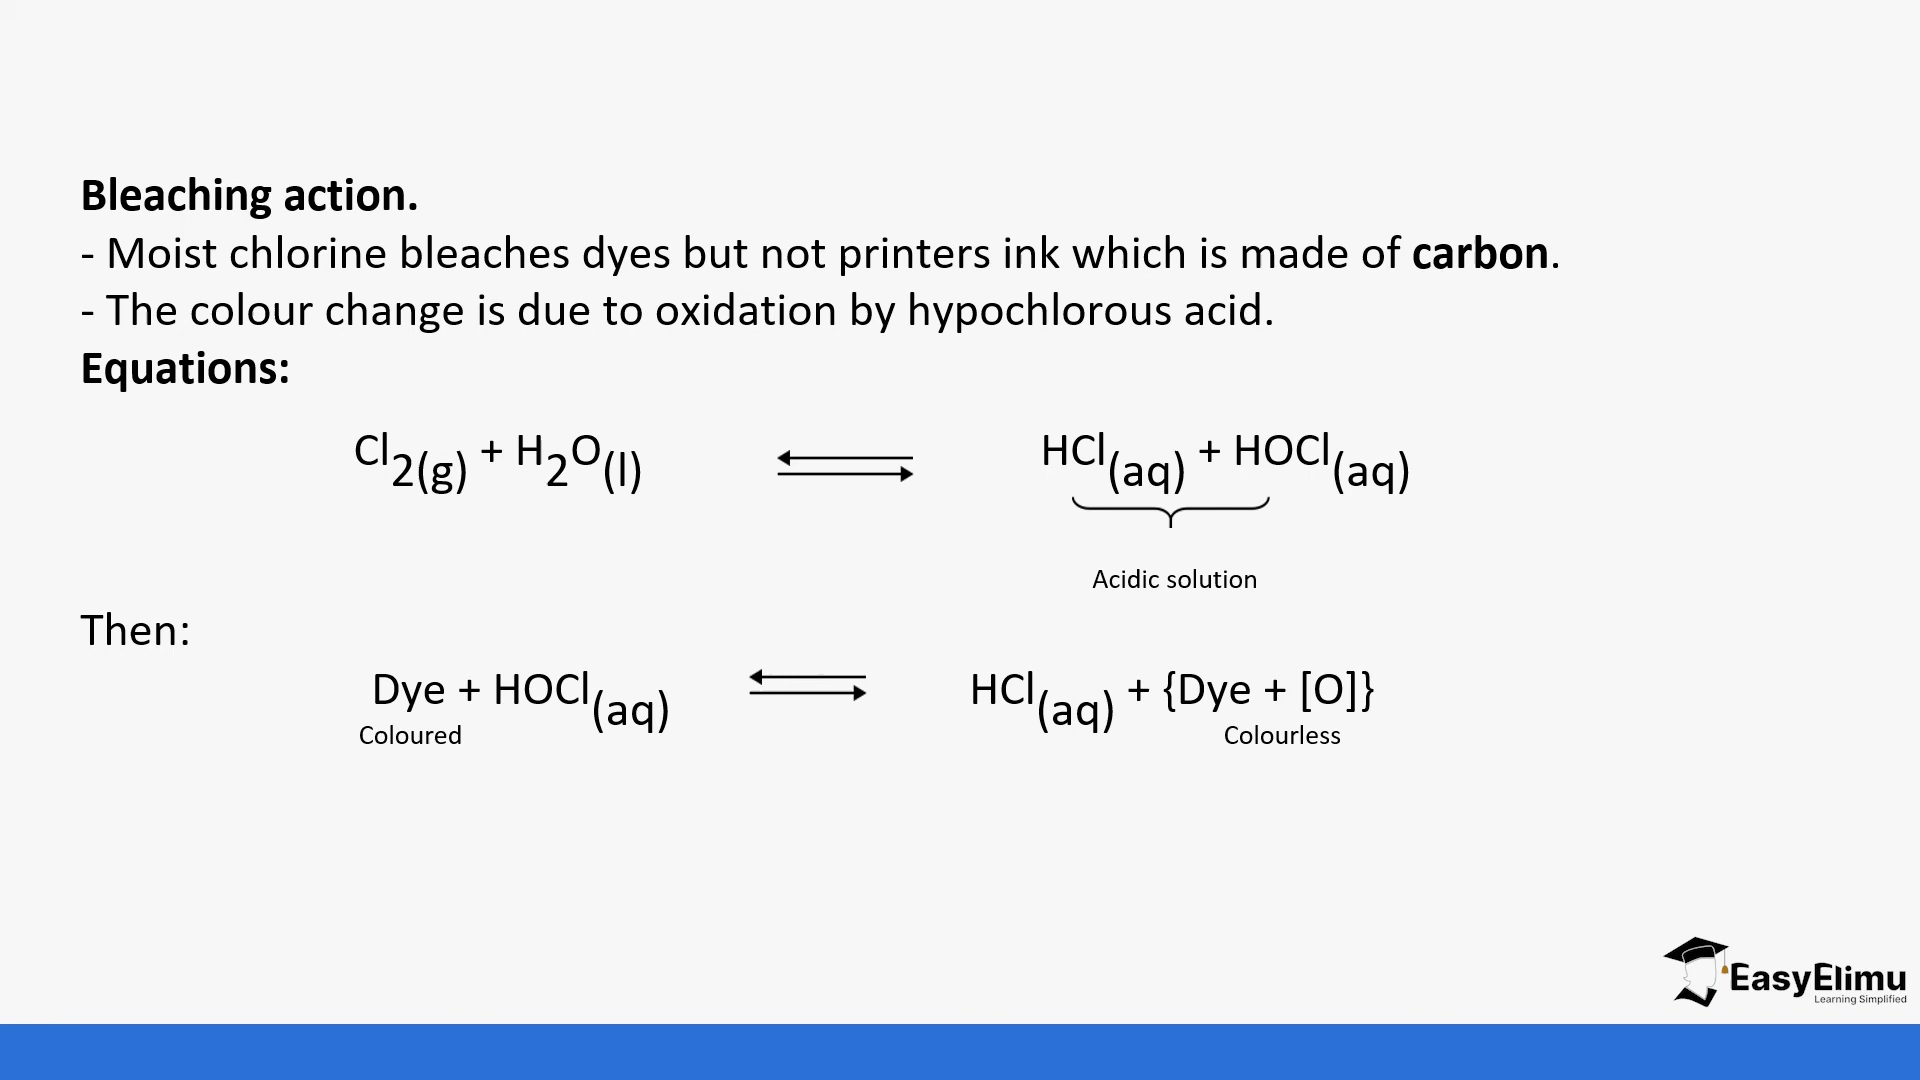 Bleaching action.
- Moist chlorine bleaches dyes but not printers ink which is made of carbon.
- The colour change is due to oxidation by hypochlorous acid.
Equations:
Cl2(g) + H2O(l) ⇌ HCl(aq) + HOCl(aq)
Acidic solution
Then:
Dye + HOCl(aq) ⇌ HCl(aq) + {Dye + [O]}
Coloured Colourless
EasyElimu
Learning Simplified